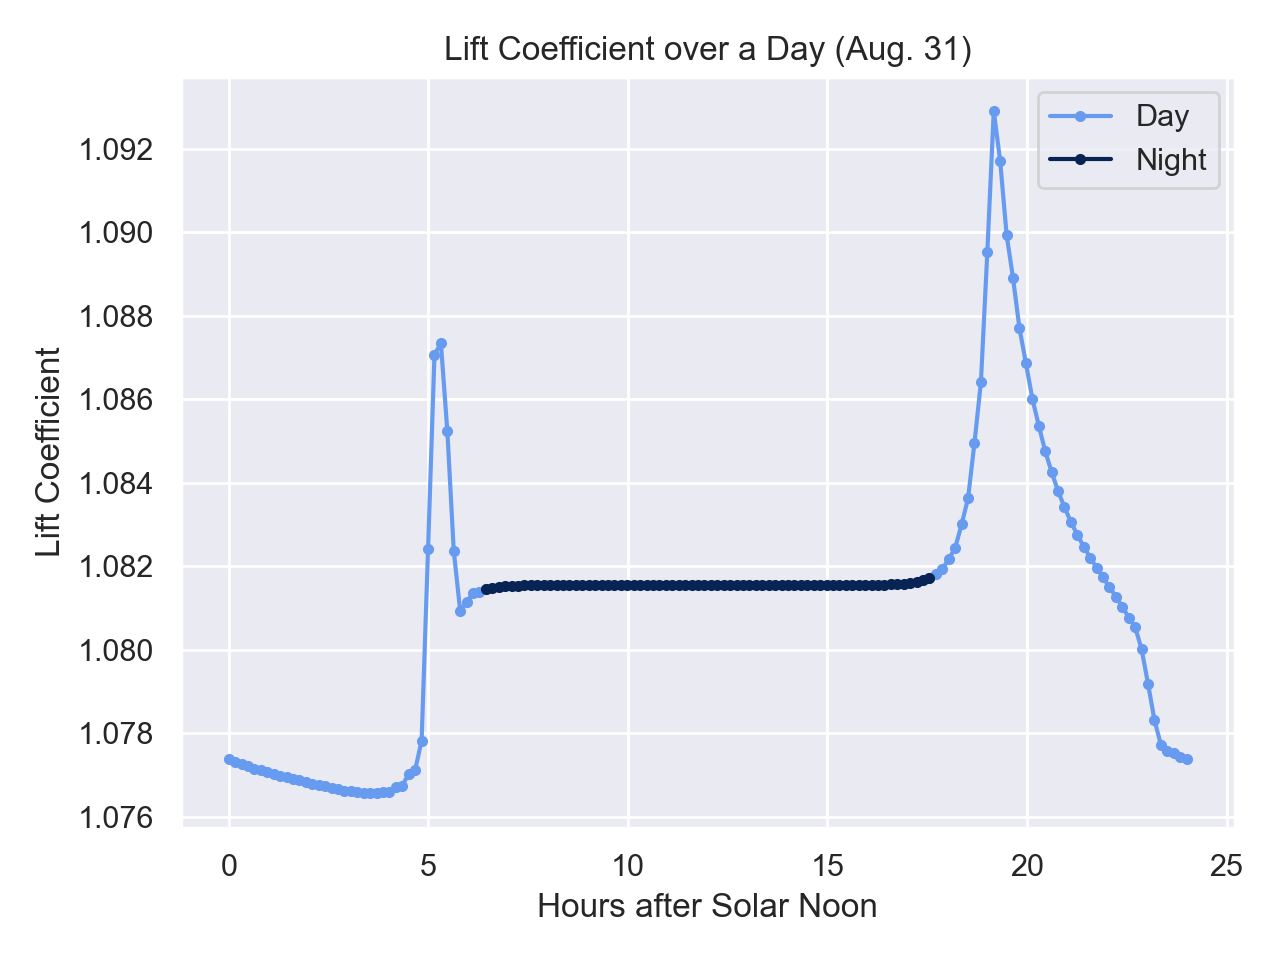 Lift Coefficient over a Day (Aug. 31)
Day
Night
1.092
1.090
1.088
1.086
1.084
1.082
1.080
1.078
1.076
Lift Coefficient
0 5 10 15 20 25
Hours after Solar Noon